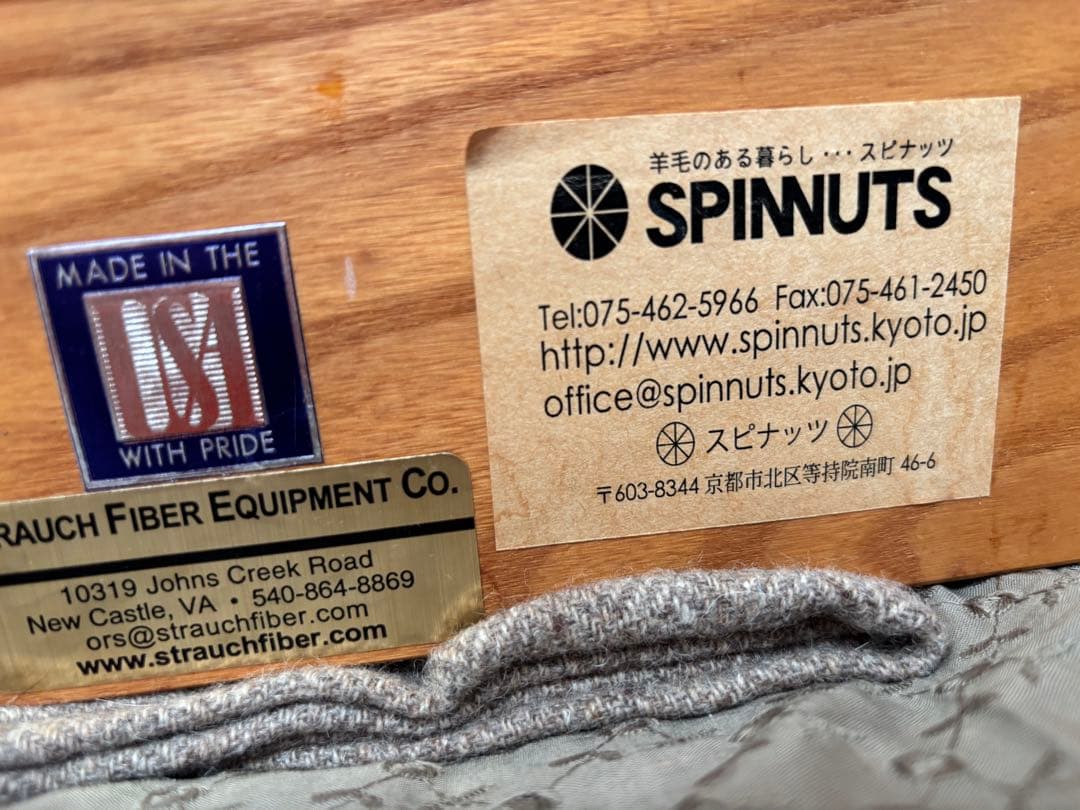 MADE IN THE
USA
WITH PRIDE
RAUCH FIBER EQUIPMENT CO.
10319 Johns Creek Road
New Castle, VA • 540-864-8869
ors@strauchfiber.com
www.strauchfiber.com
羊毛のある暮らし・・・スピナッツ
SPINNUTS
Tel:075-462-5966 Fax:075-461-2450
http://www.spinnuts.kyoto.jp
office@spinnuts.kyoto.jp
スピナッツ
〒603-8344 京都市北区等持院南町 46-6